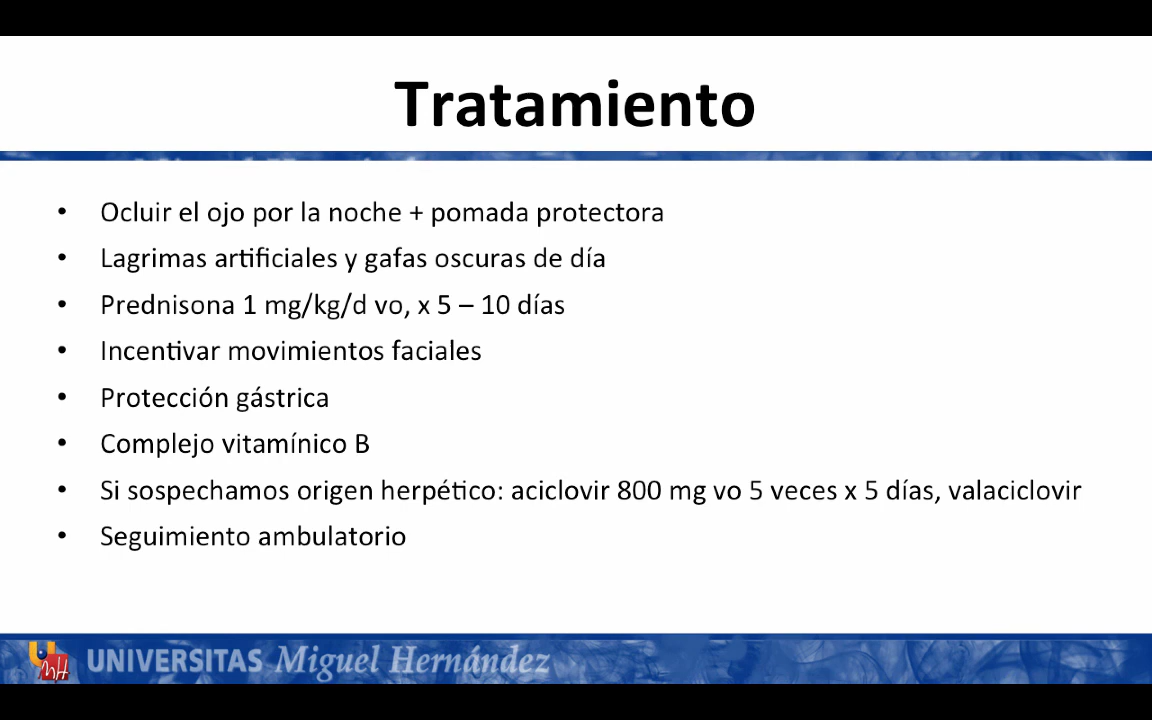 Tratamiento
• Ocluir el ojo por la noche + pomada protectora
• Lagrimas artificiales y gafas oscuras de día
• Prednisona 1 mg/kg/d vo, x 5 – 10 días
• Incentivar movimientos faciales
• Protección gástrica
• Complejo vitamínico B
• Si sospechamos origen herpético: aciclovir 800 mg vo 5 veces x 5 días, valaciclovir
• Seguimiento ambulatorio
UNIVERSITAS Miguel Hernández